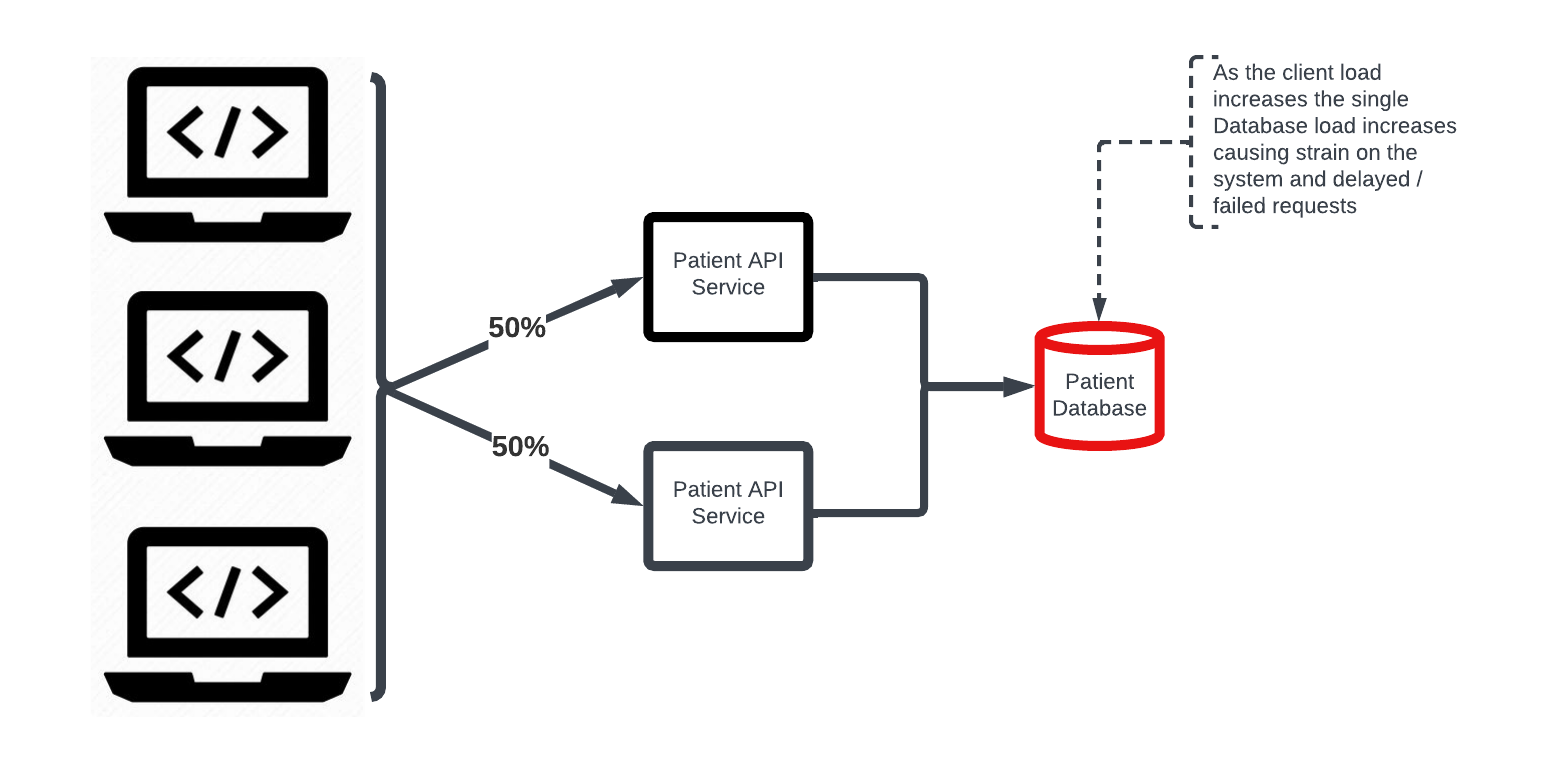 </>
</>
</>
50%
50%
Patient API
Service
Patient API
Service
Patient
Database
As the client load
increases the single
Database load increases
causing strain on the
system and delayed /
failed requests